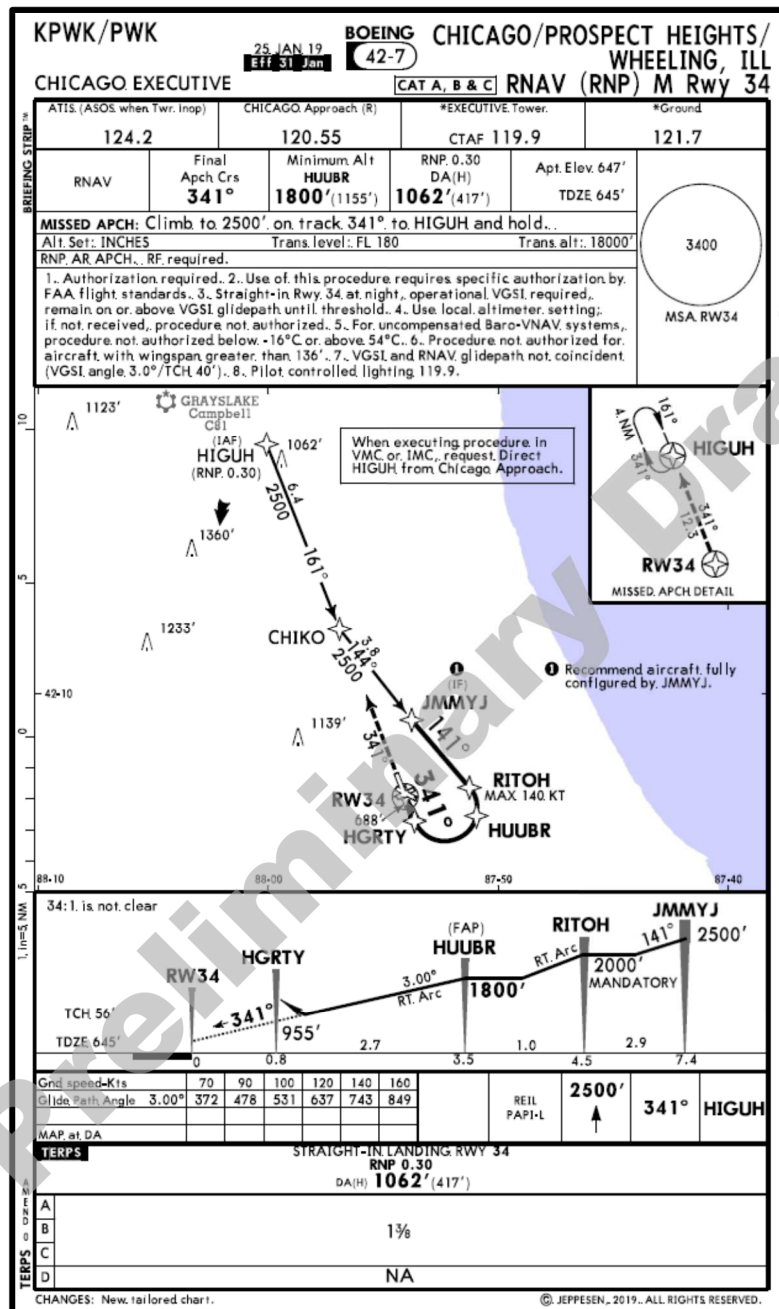 KPWK/PWK
BOEING
CHICAGO/PROSPECT HEIGHTS/
25 JAN 19
42-7
WHEELING, ILL
Eff 31 Jan
CHICAGO EXECUTIVE
CAT A, B & C
RNAV (RNP) M Rwy 34
BRIEFING STRIP™
ATIS (ASOS when Twr. inop)
CHICAGO Approach (R)
*EXECUTIVE Tower
*Ground
124.2
120.55
CTAF 119.9
121.7
RNAV
Final
Apch Crs
341°
Minimum Alt
HUUBR
1800' (1155')
RNP 0.30
DA(H)
1062' (417')
Apt. Elev. 647'
TDZE 645'
MISSED APCH: Climb to 2500' on track 341° to HIGUH and hold.
Alt Set: INCHES
Trans level: FL 180
Trans alt: 18000'
RNP AR APCH. RF required.
1. Authorization required. 2. Use of this procedure requires specific authorization by
FAA flight standards. 3. Straight-in Rwy 34 at night, operational VGSI required,
remain on or above VGSI glidepath until threshold. 4. Use local altimeter setting;
if not received, procedure not authorized. 5. For uncompensated Baro-VNAV systems,
procedure not authorized below -16°C or above 54°C. 6. Procedure not authorized for
aircraft with wingspan greater than 136'. 7. VGSI and RNAV glidepath not coincident
(VGSI angle 3.0°/TCH 40'). 8. Pilot controlled lighting 119.9.
3400
MSA RW34
10
1123'
GRAYSLAKE
Campbell
C81
(IAF)
HIGUH
(RNP 0.30)
1062'
When executing procedure in
VMC or IMC, request Direct
HIGUH from Chicago Approach.
161°
4 NM
341°
HIGUH
341°
12.3
RW34
MISSED APCH DETAIL
6.4
2500
1360'
161°
5
1233'
CHIKO
3.8
144°
2500
1
(IF)
JMMYJ
1 Recommend aircraft fully
configured by JMMYJ.
42-10
0
1139'
341°
141°
RITOH
MAX 140 KT
RW34
341°
688'
HGRTY
HUUBR
5
88-10
88-00
87-50
87-40
1 in=5 NM
34:1 is not clear
JMMYJ
RITOH
(FAP)
HUUBR
HGRTY
RW34
141°
2500'
RT. Arc
2000'
MANDATORY
3.00°
RT. Arc
1800'
TCH 56'
341°
955'
TDZE 645'
2.7
1.0
2.9
0
0.8
3.5
4.5
7.4
Gnd speed-Kts
70
90
100
120
140
160
Glide Path Angle
3.00°
372
478
531
637
743
849
MAP at DA
REIL
PAPI-L
2500'
341°
HIGUH
TERPS
STRAIGHT-IN LANDING RWY 34
RNP 0.30
DA(H) 1062' (417')
A
B
C
D
1⅜
NA
TERPS AMEND 0
CHANGES: New tailored chart.
© JEPPESEN, 2019. ALL RIGHTS RESERVED.
Preliminary Dra